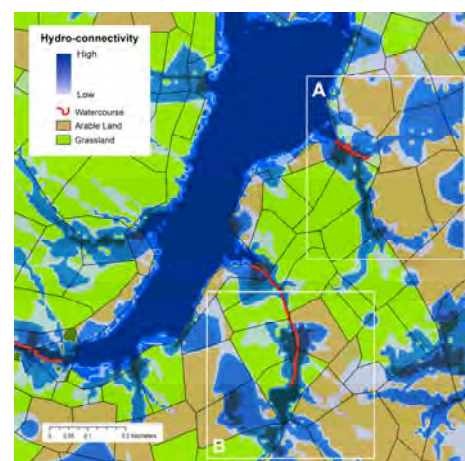 Hydro-connectivity
High
Low
Watercourse
Arable Land
Grassland
A
B
0 0.05 0.1 0.2 Kilometers